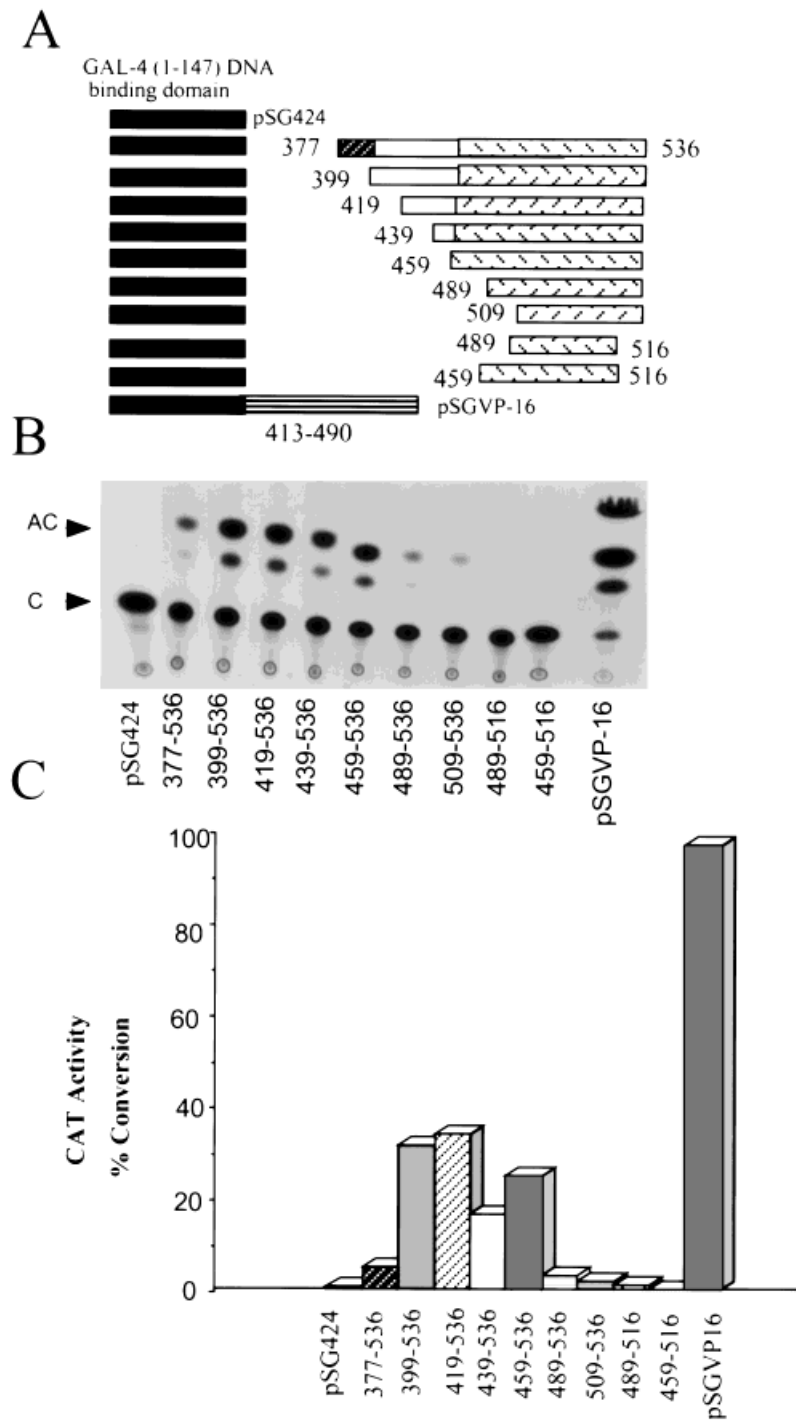 A
GAL-4 (1-147) DNA
binding domain
pSG424
377
536
399
419
439
459
489
509
489
516
459
516
pSGVP-16
413-490
B
AC
C
pSG424
377-536
399-536
419-536
439-536
459-536
489-536
509-536
489-516
459-516
pSGVP-16
C
100
80
60
40
20
0
CAT Activity
% Conversion
pSG424
377-536
399-536
419-536
439-536
459-536
489-536
509-536
489-516
459-516
pSGVP16